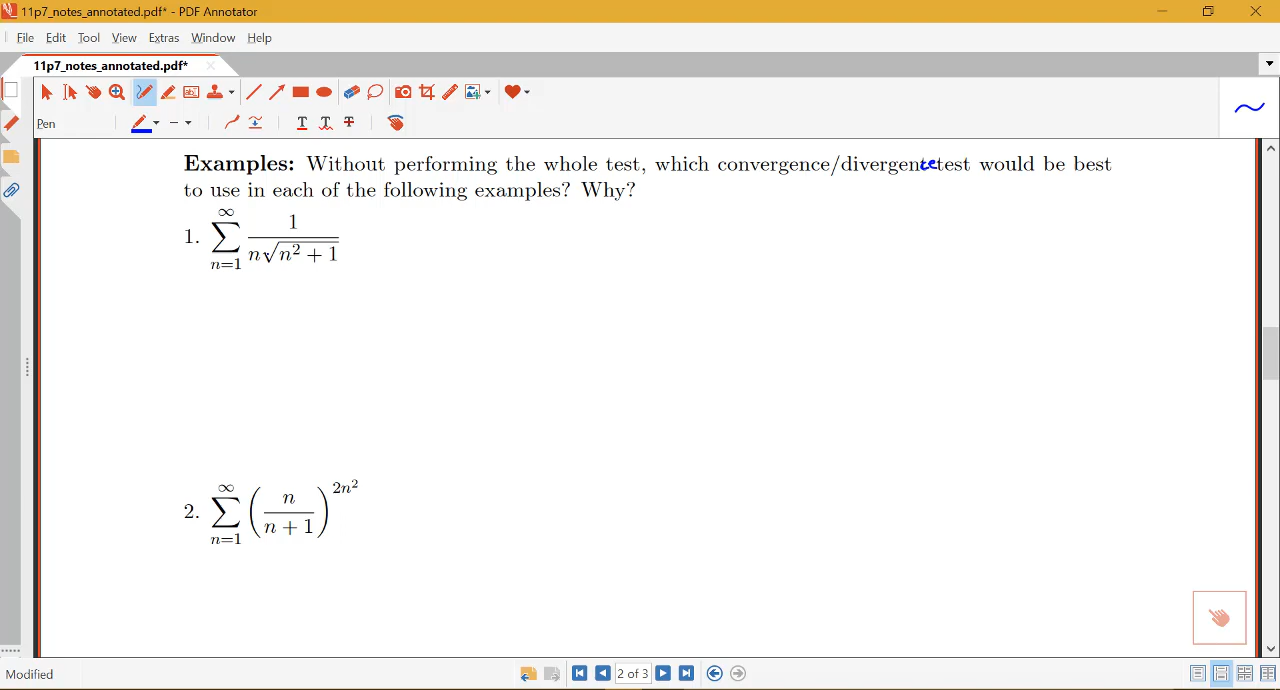 11p7_notes_annotated.pdf* - PDF Annotator
File Edit Tool View Extras Window Help
11p7_notes_annotated.pdf*
Pen
Examples: Without performing the whole test, which convergence/divergence test would be best
to use in each of the following examples? Why?
1. ∞ ∑ n=1 1 / n√n² + 1
2. ∞ ∑ n=1 ( n / n + 1 )^2n²
Modified
2 of 3